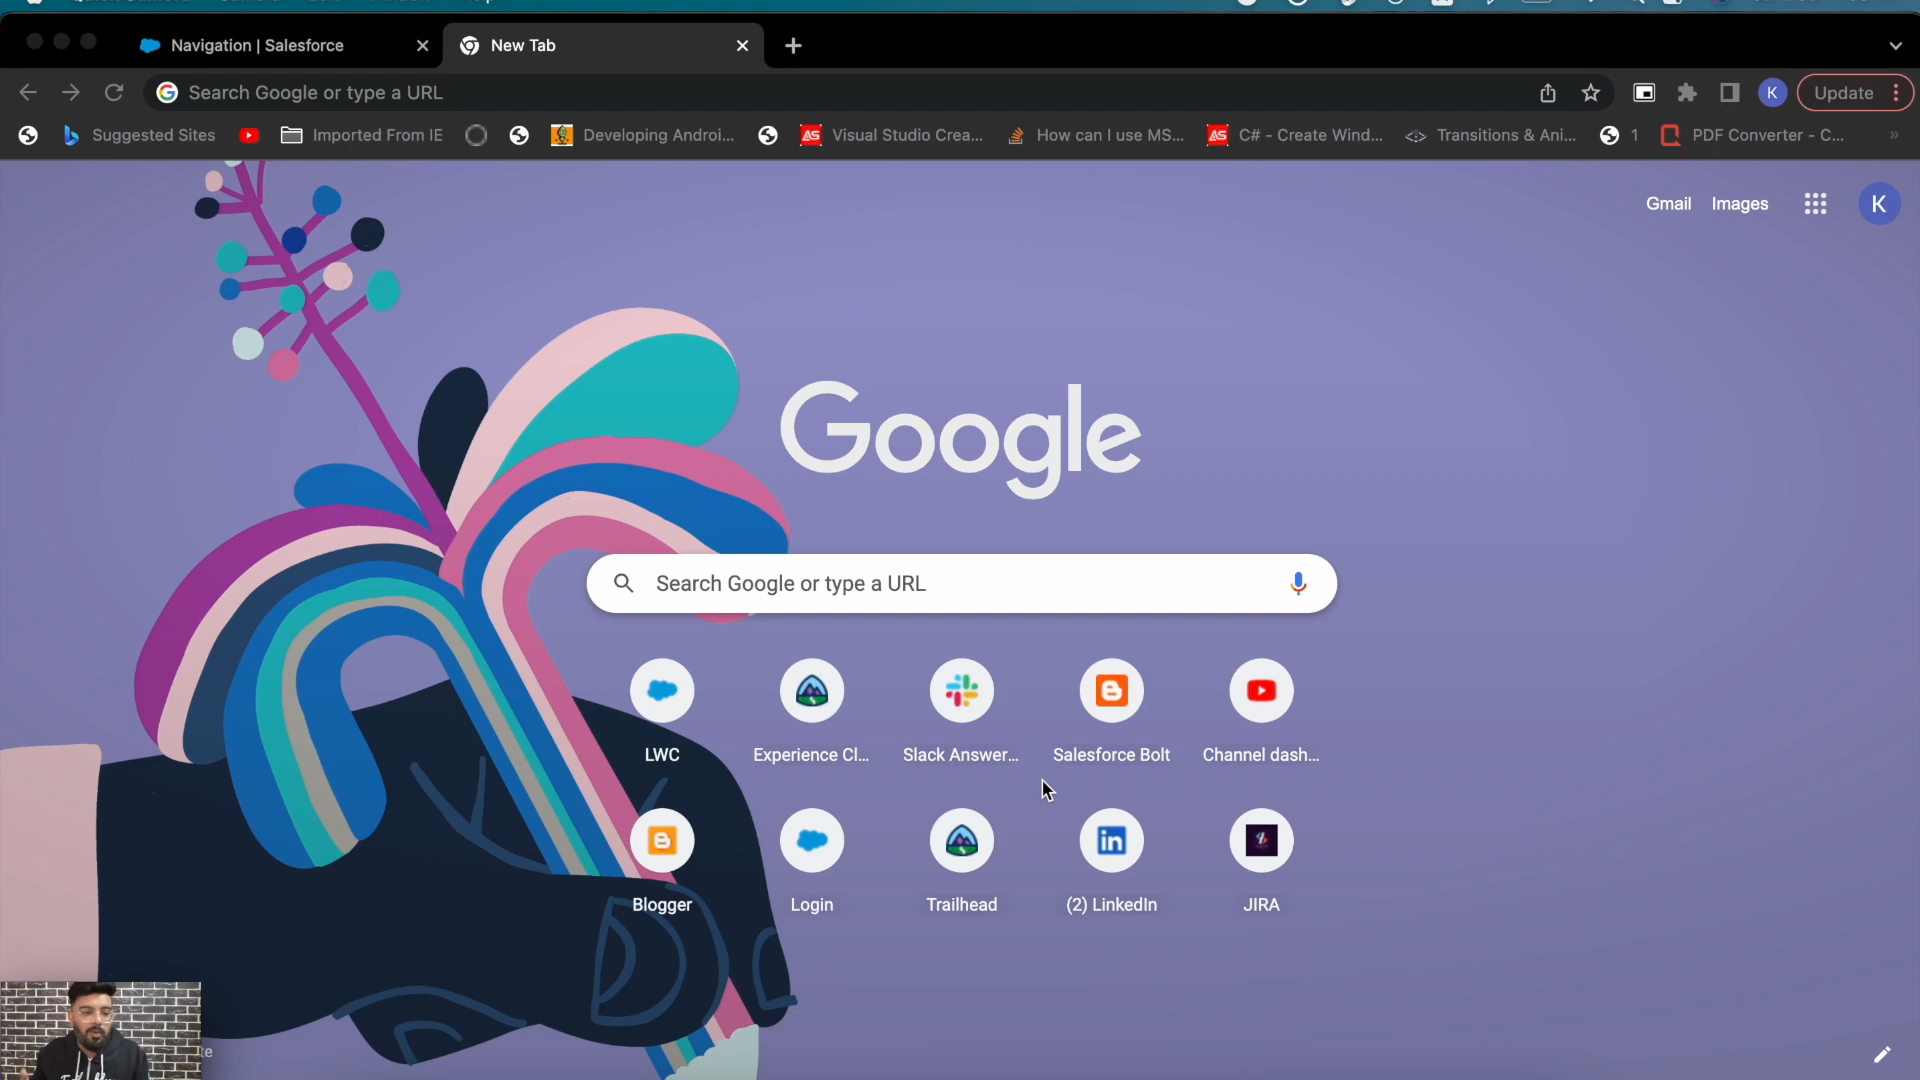 Navigation | Salesforce
New Tab
Search Google or type a URL
Update
Suggested Sites
Imported From IE
Developing Androi...
Visual Studio Crea...
How can I use MS...
C# - Create Wind...
Transitions & Ani...
1
PDF Converter - C...
»
Gmail
Images
K
K
Google
Search Google or type a URL
LWC
Experience Cl...
Slack Answer...
Salesforce Bolt
Channel dash...
Blogger
Login
Trailhead
(2) LinkedIn
JIRA